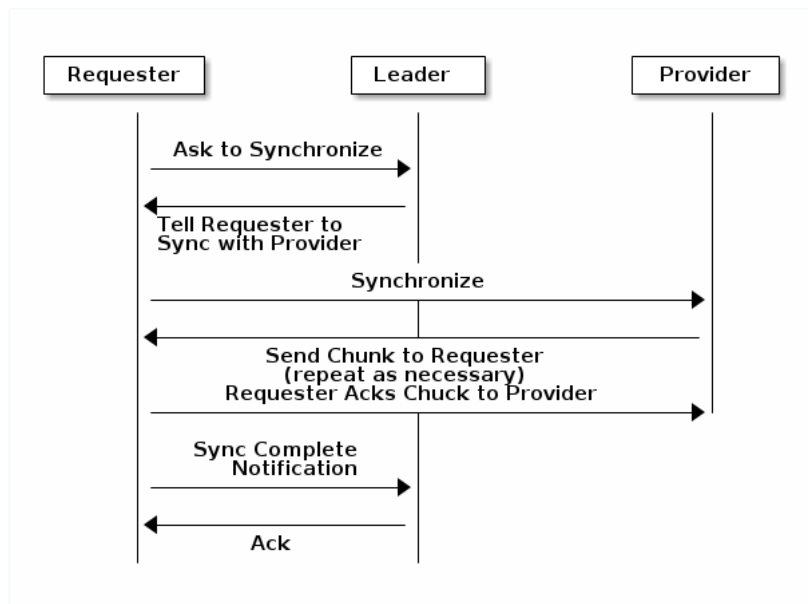 Requester
Leader
Provider
Ask to Synchronize
Tell Requester to
Sync with Provider
Synchronize
Send Chunk to Requester
(repeat as necessary)
Requester Acks Chuck to Provider
Sync Complete
Notification
Ack